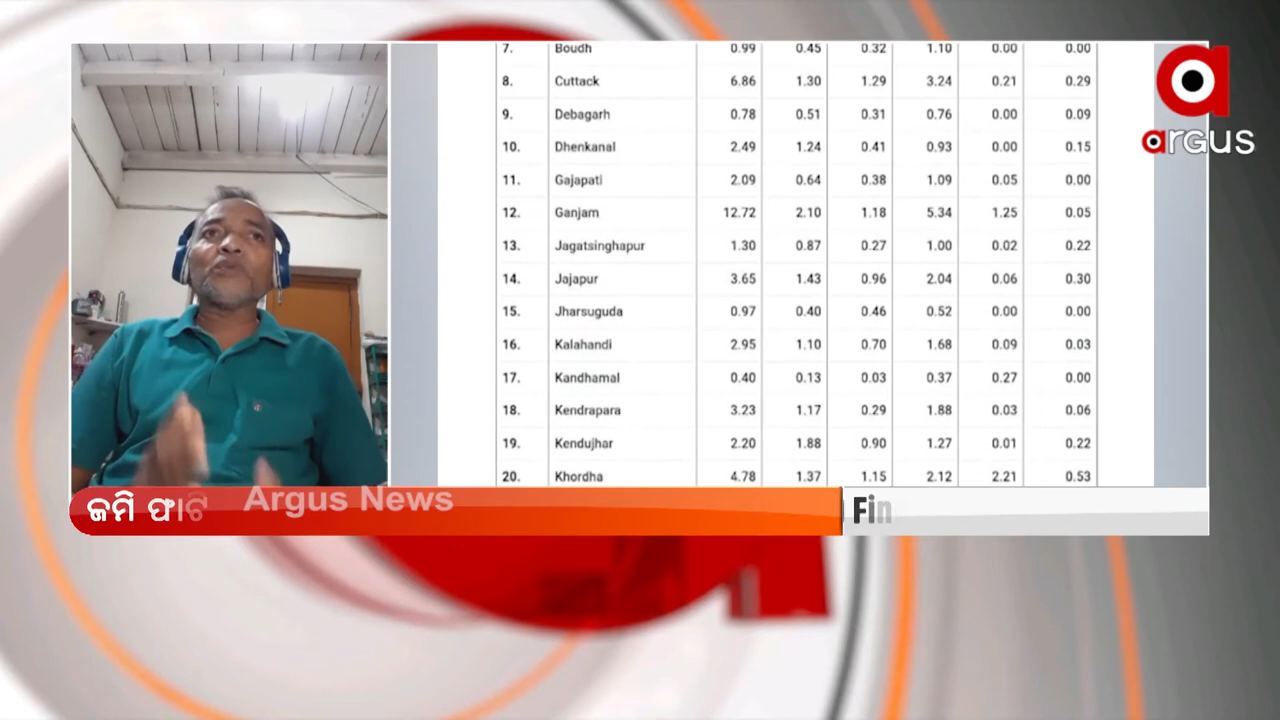 7. Boudh 0.99 0.45 0.32 1.10 0.00 0.00
8. Cuttack 6.86 1.30 1.29 3.24 0.21 0.29
9. Debagarh 0.78 0.51 0.31 0.76 0.00 0.09
10. Dhenkanal 2.49 1.24 0.41 0.93 0.00 0.15
11. Gajapati 2.09 0.64 0.38 1.09 0.05 0.00
12. Ganjam 12.72 2.10 1.18 5.34 1.25 0.05
13. Jagatsinghapur 1.30 0.87 0.27 1.00 0.02 0.22
14. Jajapur 3.65 1.43 0.96 2.04 0.06 0.30
15. Jharsuguda 0.97 0.40 0.46 0.52 0.00 0.00
16. Kalahandi 2.95 1.10 0.70 1.68 0.09 0.03
17. Kandhamal 0.40 0.13 0.03 0.37 0.27 0.00
18. Kendrapara 3.23 1.17 0.29 1.88 0.03 0.06
19. Kendujhar 2.20 1.88 0.90 1.27 0.01 0.22
20. Khordha 4.78 1.37 1.15 2.12 2.21 0.53
argus
ଜମି ଫାଟ
Argus News
Fin